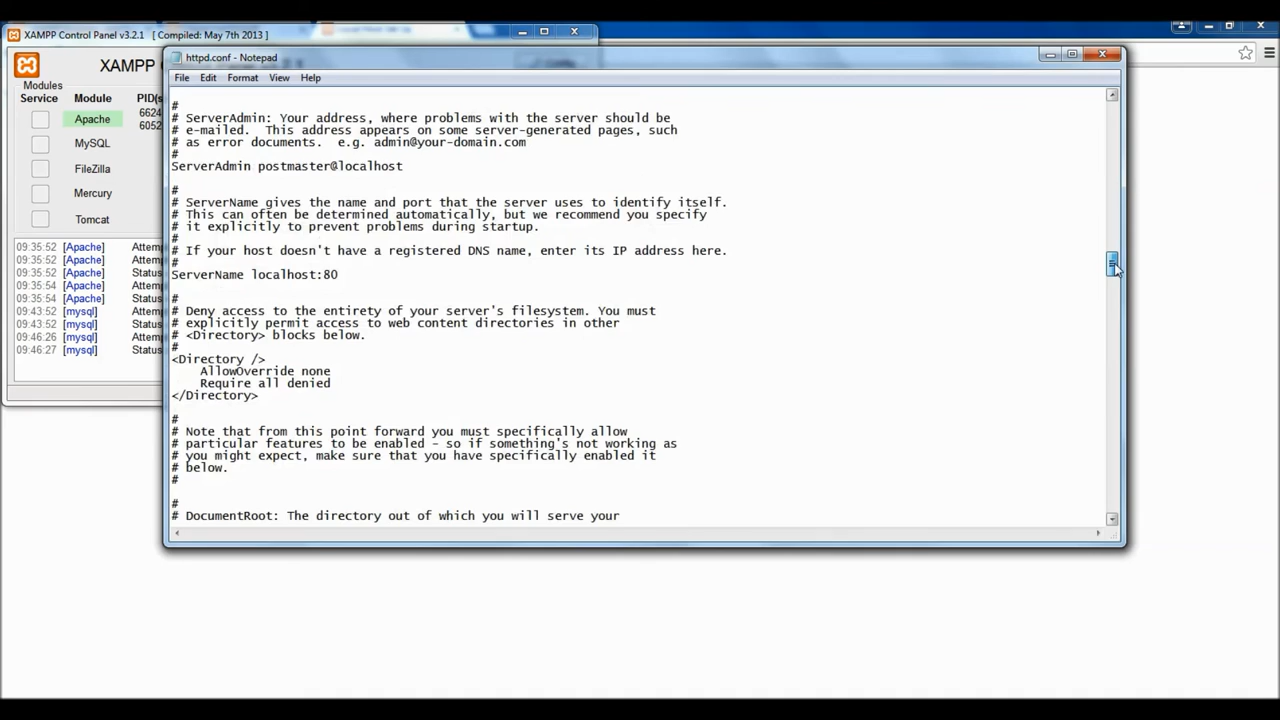 XAMPP Control Panel v3.2.1 [ Compiled: May 7th 2013 ]
XAMPP C
Modules
Service
Module
PID(s
Apache
6624
6052
MySQL
FileZilla
Mercury
Tomcat
09:35:52 [Apache] Attem
09:35:52 [Apache] Attem
09:35:52 [Apache] Status
09:35:54 [Apache] Attem
09:35:54 [Apache] Status
09:43:52 [mysql] Attem
09:43:52 [mysql] Status
09:46:26 [mysql] Attem
09:46:27 [mysql] Status
httpd.conf - Notepad
File Edit Format View Help
#
# ServerAdmin: Your address, where problems with the server should be
# e-mailed. This address appears on some server-generated pages, such
# as error documents. e.g. admin@your-domain.com
#
ServerAdmin postmaster@localhost
#
# ServerName gives the name and port that the server uses to identify itself.
# This can often be determined automatically, but we recommend you specify
# it explicitly to prevent problems during startup.
#
# If your host doesn't have a registered DNS name, enter its IP address here.
#
ServerName localhost:80
#
# Deny access to the entirety of your server's filesystem. You must
# explicitly permit access to web content directories in other
# <Directory> blocks below.
#
<Directory />
AllowOverride none
Require all denied
</Directory>
#
# Note that from this point forward you must specifically allow
# particular features to be enabled - so if something's not working as
# you might expect, make sure that you have specifically enabled it
# below.
#
#
# DocumentRoot: The directory out of which you will serve your